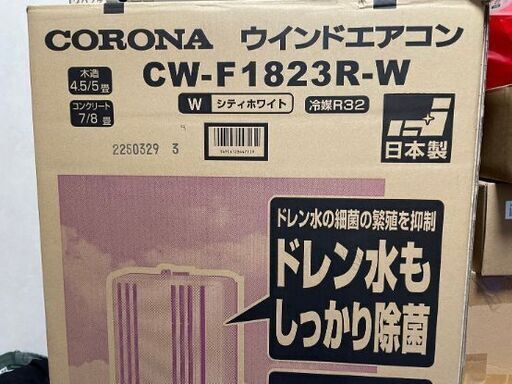 CORONA ウインドエアコン
木造
4.5/5 畳
CW-F1823R-W
コンクリート
7/8 畳
W シティホワイト 冷媒R32
日本製
2250329 3
ドレン水の細菌の繁殖を抑制
ドレン水も
しっかり除菌